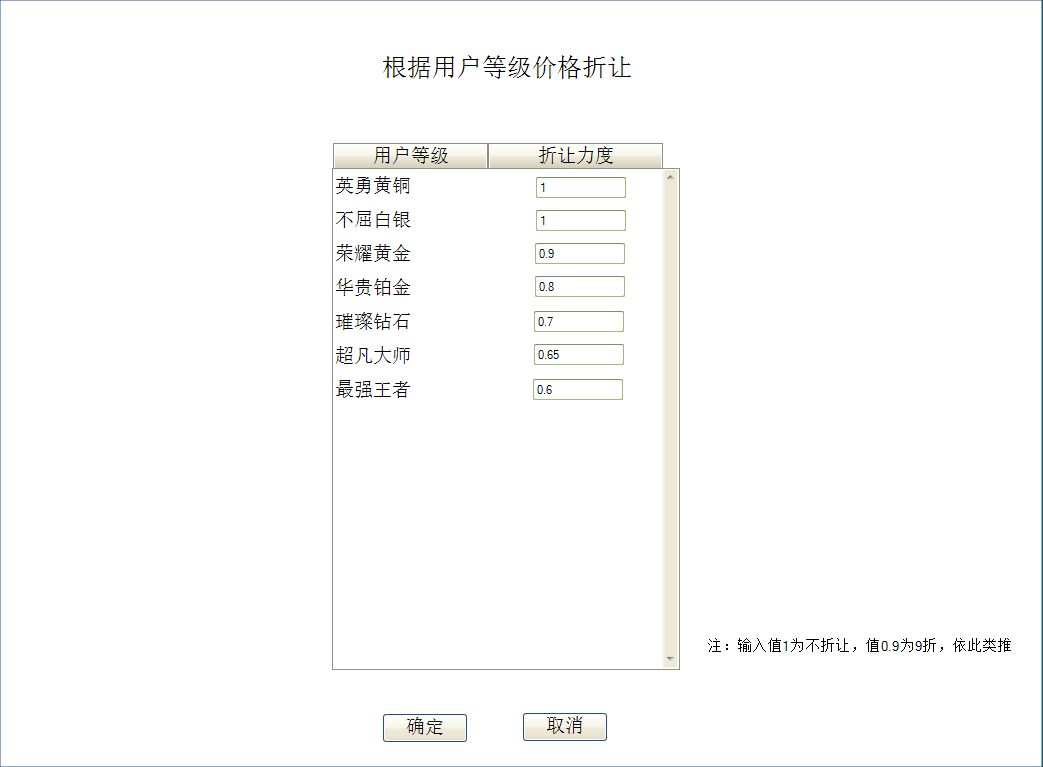 根据用户等级价格折让
用户等级 折让力度
英勇黄铜 1
不屈白银 1
荣耀黄金 0.9
华贵铂金 0.8
璀璨钻石 0.7
超凡大师 0.65
最强王者 0.6
注：输入值1为不折让，值0.9为9折，依此类推
确定 取消